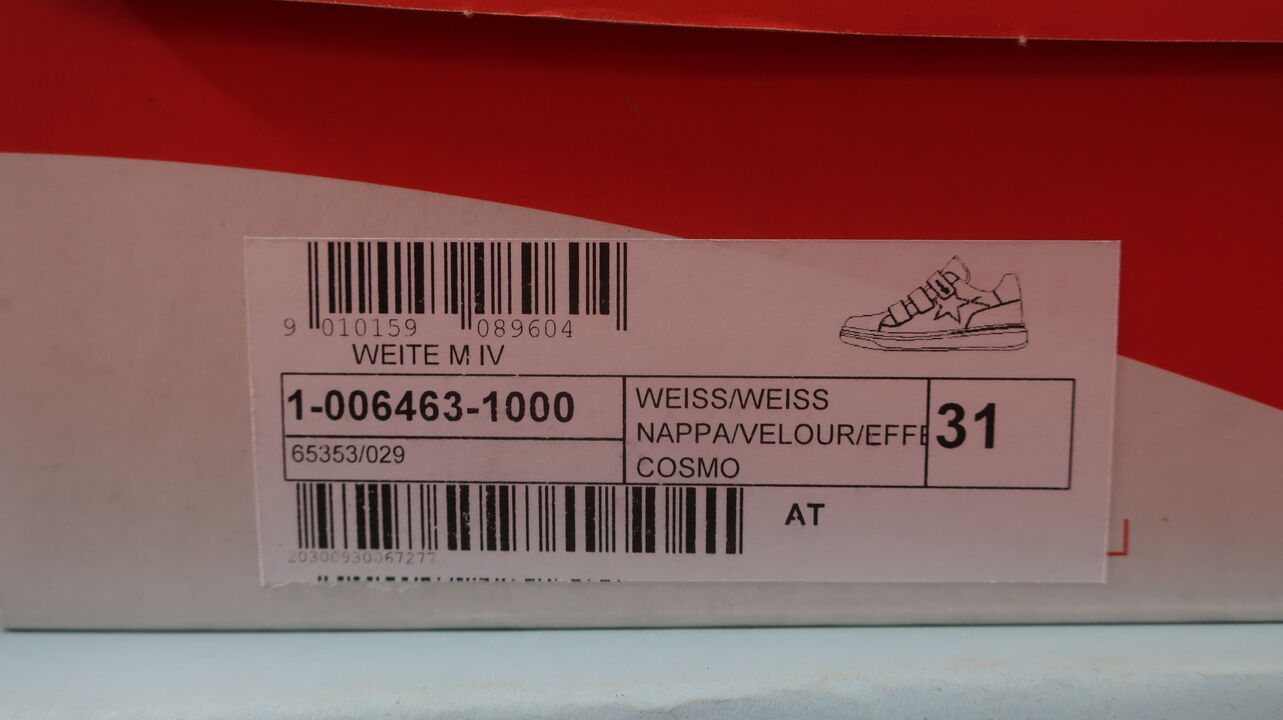 9 010159 089604
WEITE M IV
1-006463-1000
65353/029
WEISS/WEISS
NAPPA/VELOUR/EFFE
COSMO
31
AT
20300930067277